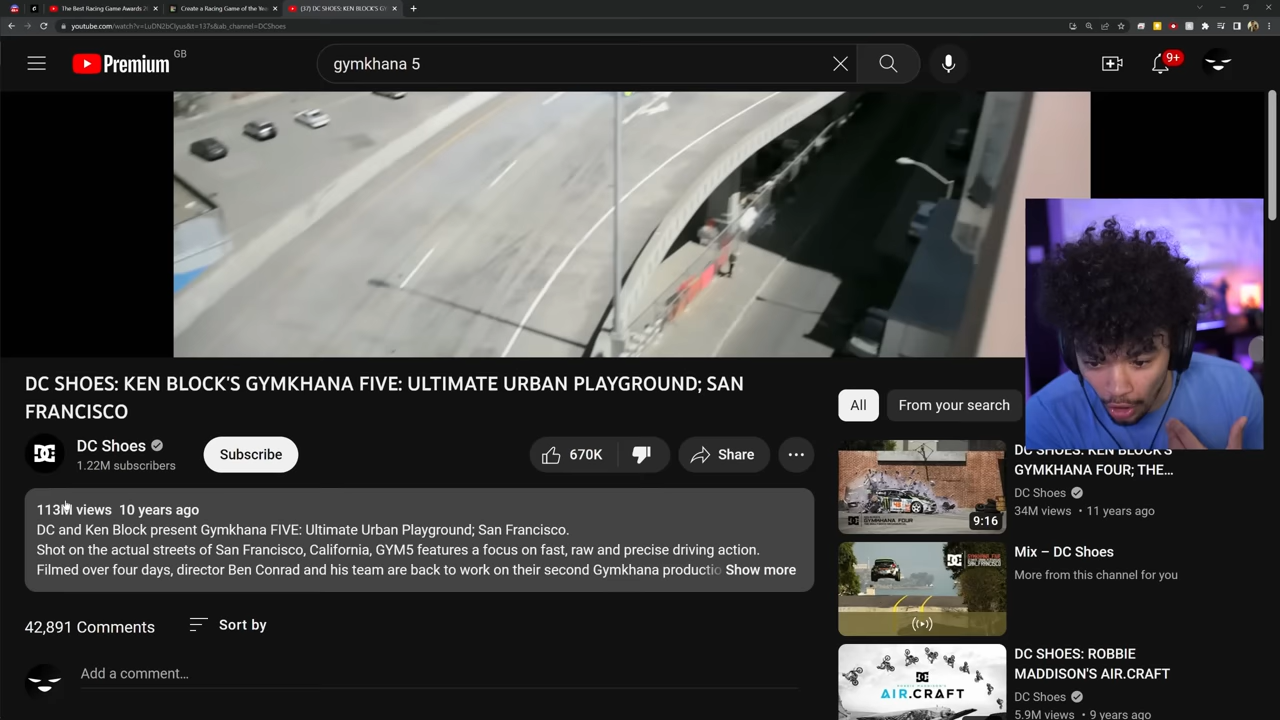 The Best Racing Game Awards 2
Create a Racing Game of the Ye
(37) DC SHOES: KEN BLOCK'S G
youtube.com/watch?v=LuDN2bCIyus&t=137s&ab_channel=DCShoes
Premium GB
gymkhana 5
9+
DC SHOES: KEN BLOCK'S GYMKHANA FIVE: ULTIMATE URBAN PLAYGROUND; SAN
FRANCISCO
DC Shoes
1.22M subscribers
Subscribe
670K
Share
113M views 10 years ago
DC and Ken Block present Gymkhana FIVE: Ultimate Urban Playground; San Francisco.
Shot on the actual streets of San Francisco, California, GYM5 features a focus on fast, raw and precise driving action.
Filmed over four days, director Ben Conrad and his team are back to work on their second Gymkhana productio Show more
42,891 Comments
Sort by
Add a comment…
All
From your search
DC SHOES: KEN BLOCK'S
GYMKHANA FOUR; THE…
DC Shoes
34M views • 11 years ago
GYMKHANA FOUR
9:16
Mix – DC Shoes
More from this channel for you
DC SHOES: ROBBIE
MADDISON'S AIR.CRAFT
DC Shoes
5.9M views • 9 years ago
AIR.CRAFT